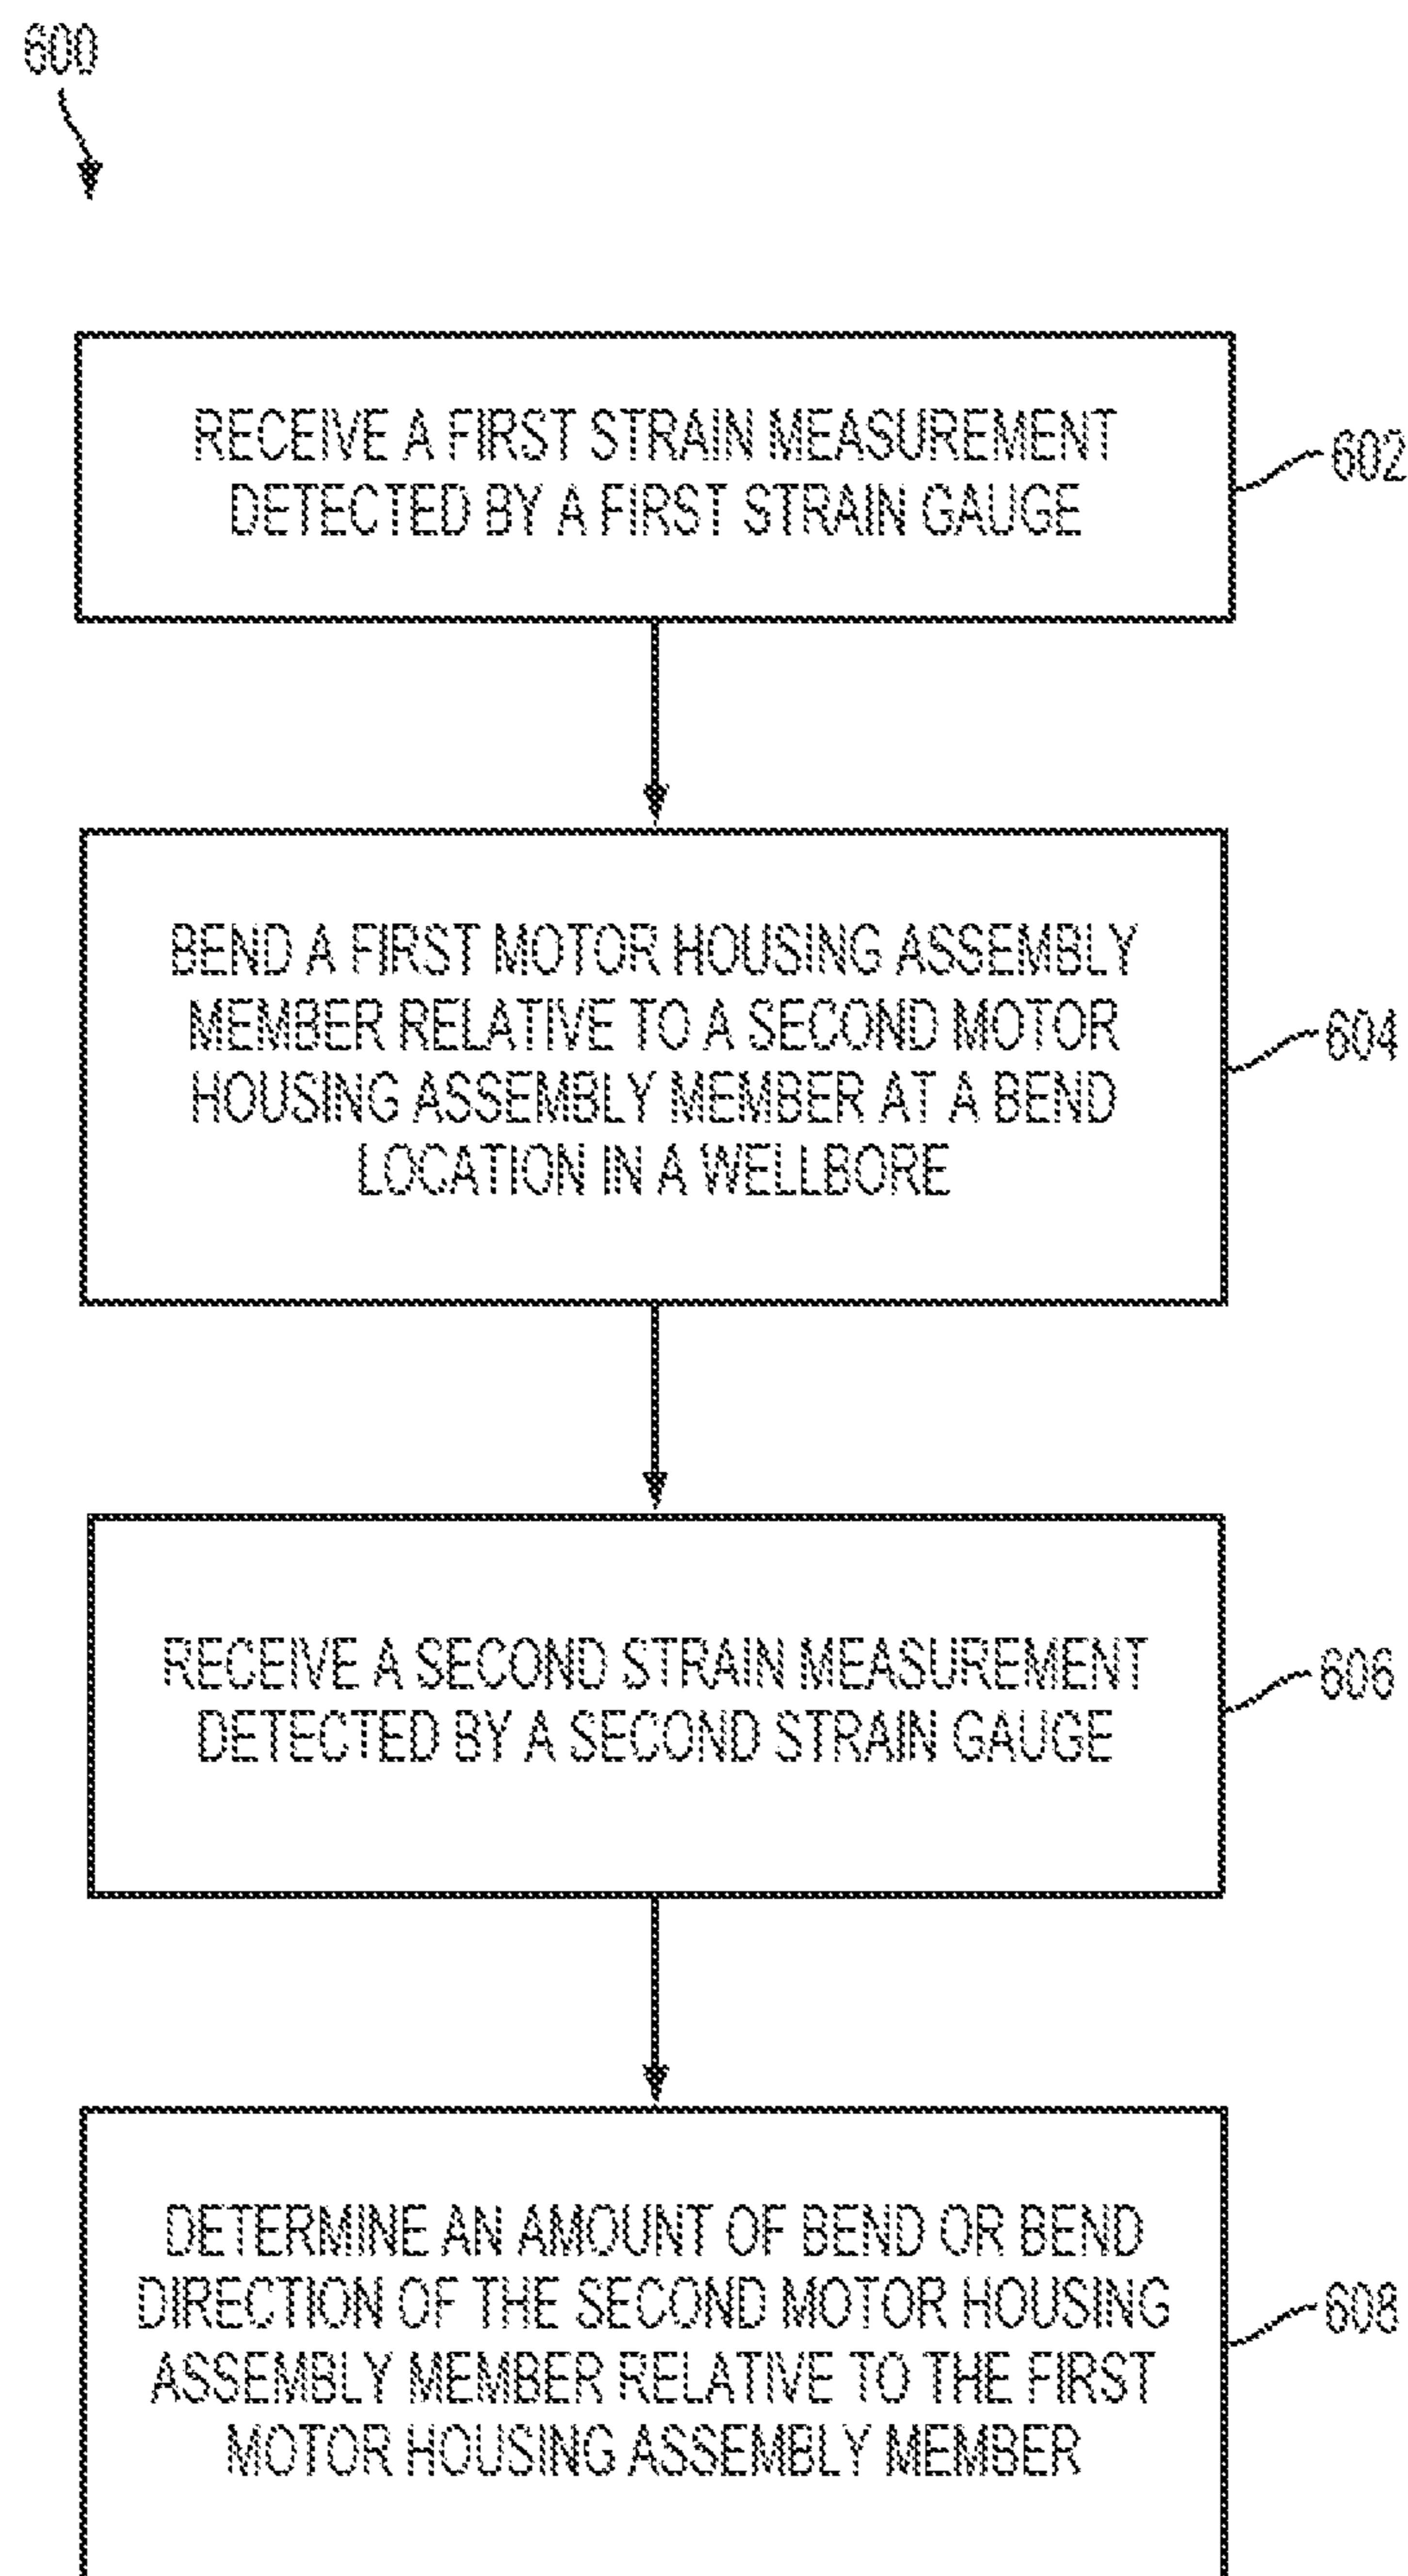 600
RECEIVE A FIRST STRAIN MEASUREMENT
DETECTED BY A FIRST STRAIN GAUGE
602
BEND A FIRST MOTOR HOUSING ASSEMBLY
MEMBER RELATIVE TO A SECOND MOTOR
HOUSING ASSEMBLY MEMBER AT A BEND
LOCATION IN A WELLBORE
604
RECEIVE A SECOND STRAIN MEASUREMENT
DETECTED BY A SECOND STRAIN GAUGE
606
DETERMINE AN AMOUNT OF BEND OR BEND
DIRECTION OF THE SECOND MOTOR HOUSING
ASSEMBLY MEMBER RELATIVE TO THE FIRST
MOTOR HOUSING ASSEMBLY MEMBER
608